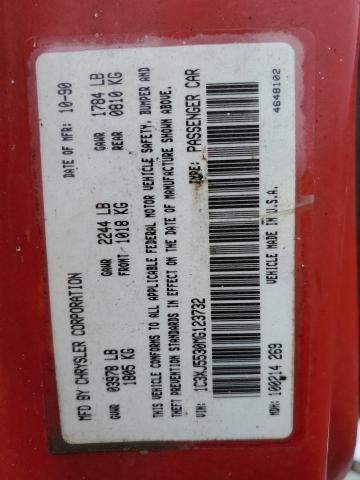 MFD BY CHRYSLER CORPORATION DATE OF MFR: 10-90
GVWR 03978 LB 1805 KG GAWR FRONT 2244 LB 1018 KG GAWR REAR 1784 LB 0810 KG
THIS VEHICLE CONFORMS TO ALL APPLICABLE FEDERAL MOTOR VEHICLE SAFETY, BUMPER AND
THEFT PREVENTION STANDARDS IN EFFECT ON THE DATE OF MANUFACTURE SHOWN ABOVE.
VIN: 1C3XJ5530MG123732 TYPE: PASSENGER CAR
MDH: 100214 269 VEHICLE MADE IN U.S.A. 4648102